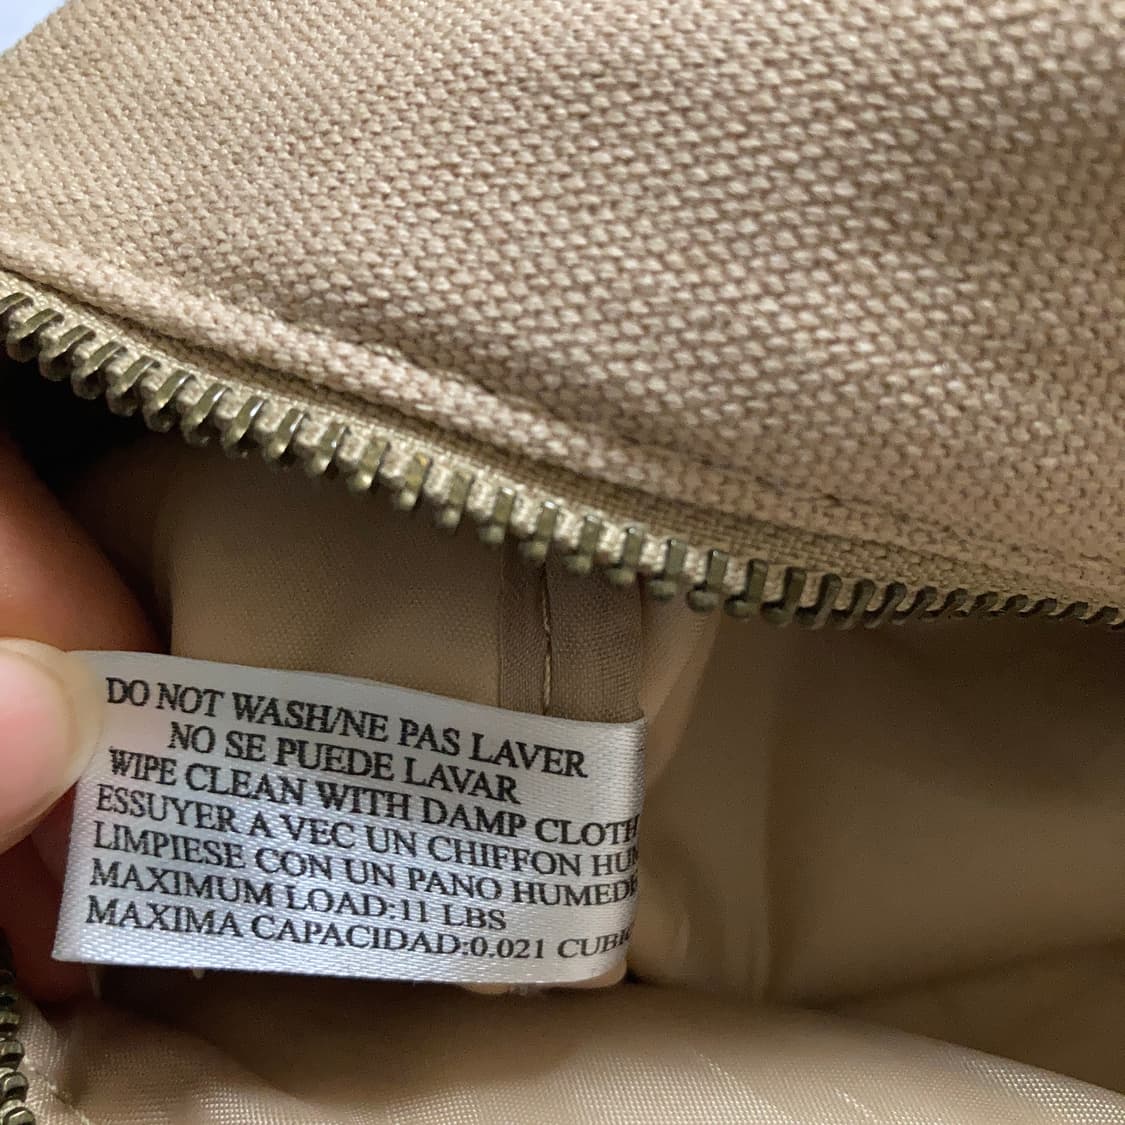 DO NOT WASH/NE PAS LAVER
NO SE PUEDE LAVAR
WIPE CLEAN WITH DAMP CLOTH
ESSUYER A VEC UN CHIFFON
LIMPIESE CON UN PANO
MAXIMUM LOAD:11 LBS
MAXIMA CAPACIDAD:0.021